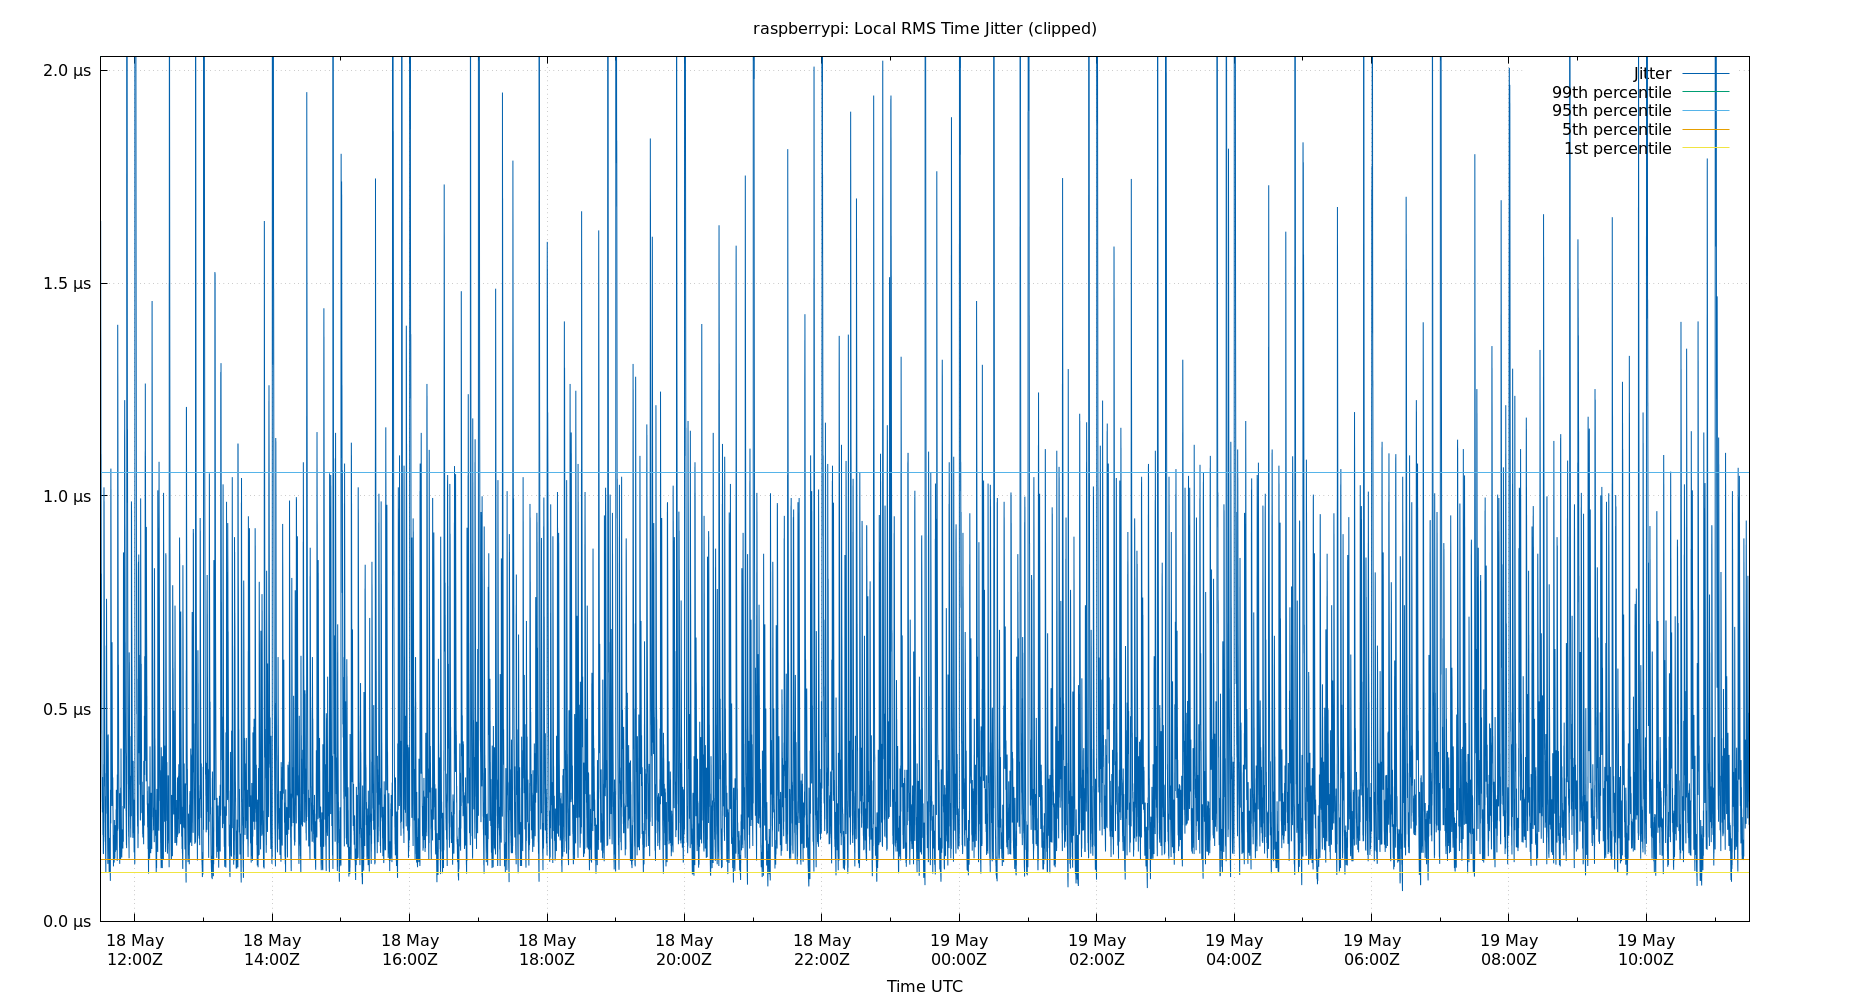 raspberrypi: Local RMS Time Jitter (clipped)
2.0 µs
1.5 µs
1.0 µs
0.5 µs
0.0 µs
Jitter
99th percentile
95th percentile
5th percentile
1st percentile
18 May 18 May 18 May 18 May 18 May 18 May 19 May 19 May 19 May 19 May 19 May 19 May
12:00Z 14:00Z 16:00Z 18:00Z 20:00Z 22:00Z 00:00Z 02:00Z 04:00Z 06:00Z 08:00Z 10:00Z
Time UTC